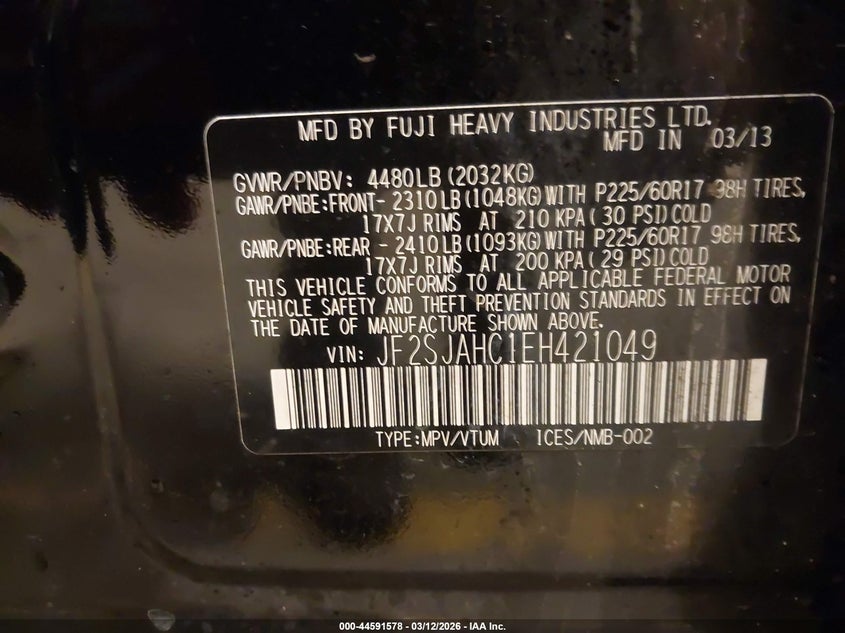 MFD BY FUJI HEAVY INDUSTRIES LTD.
MFD IN 03/13
GVWR/PNBV: 4480LB(2032KG)
GAWR/PNBE:FRONT- 2310LB(1048KG)WITH P225/60R17 98H TIRES,
17X7J RIMS AT 210 KPA(30 PSI)COLD
GAWR/PNBE:REAR - 2410LB(1093KG)WITH P225/60R17 98H TIRES,
17X7J RIMS AT 200 KPA(29 PSI)COLD
THIS VEHICLE CONFORMS TO ALL APPLICABLE FEDERAL MOTOR
VEHICLE SAFETY AND THEFT PREVENTION STANDARDS IN EFFECT ON
THE DATE OF MANUFACTURE SHOWN ABOVE.
VIN: JF2SJAHC1EH421049
TYPE:MPV/VTUM ICES/NMB-002
000-44591578 - 03/12/2026 - IAA Inc.